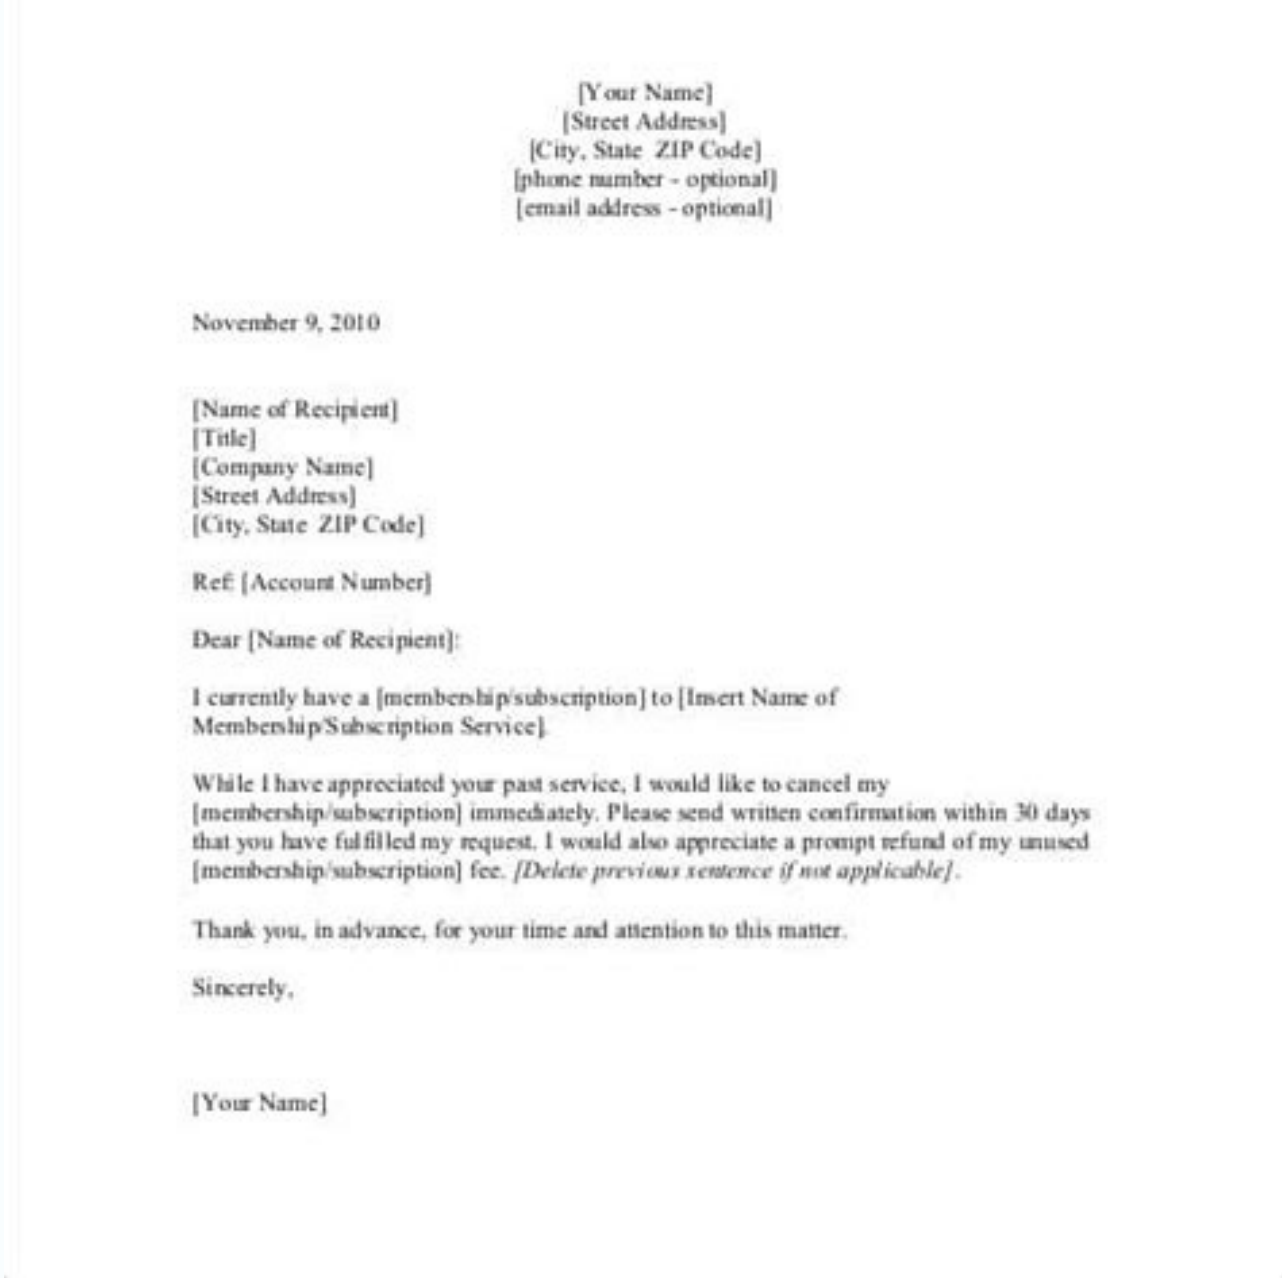 [Your Name]
[Street Address]
[City, State  ZIP Code]
[phone number - optional]
[email address - optional]
November 9, 2010
[Name of Recipient]
[Title]
[Company Name]
[Street Address]
[City, State  ZIP Code]
Ref: [Account Number]
Dear [Name of Recipient]:
I currently have a [membership/subscription] to [Insert Name of
Membership/Subscription Service].
While I have appreciated your past service, I would like to cancel my
[membership/subscription] immediately. Please send written confirmation within 30 days
that you have fulfilled my request. I would also appreciate a prompt refund of my unused
[membership/subscription] fee. [Delete previous sentence if not applicable].
Thank you, in advance, for your time and attention to this matter.
Sincerely,
[Your Name]